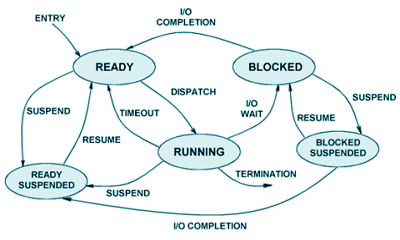 I/O
COMPLETION
ENTRY
READY
BLOCKED
DISPATCH
SUSPEND
TIMEOUT
I/O
WAIT
SUSPEND
RESUME
RESUME
RUNNING
BLOCKED
SUSPENDED
READY
SUSPENDED
SUSPEND
TERMINATION
I/O COMPLETION